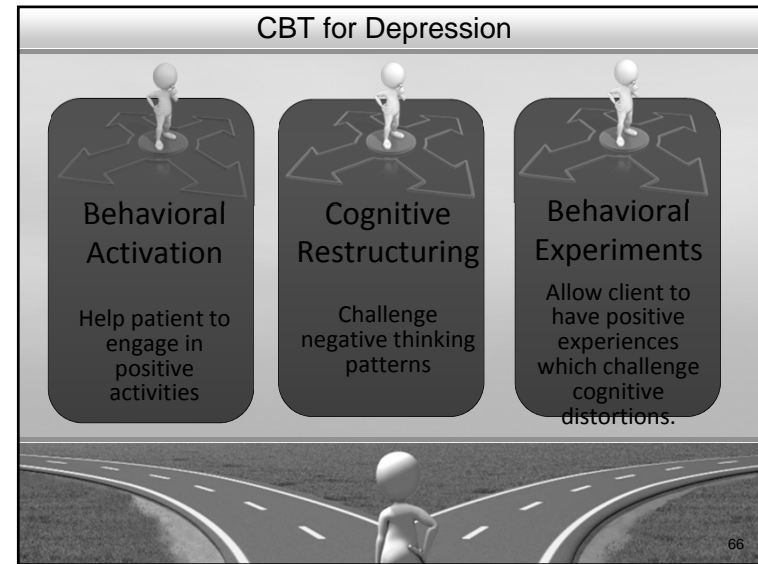 CBT for Depression
Behavioral
Activation
Help patient to
engage in
positive
activities
Cognitive
Restructuring
Challenge
negative thinking
patterns
Behavioral
Experiments
Allow client to
have positive
experiences
which challenge
cognitive
distortions.
66